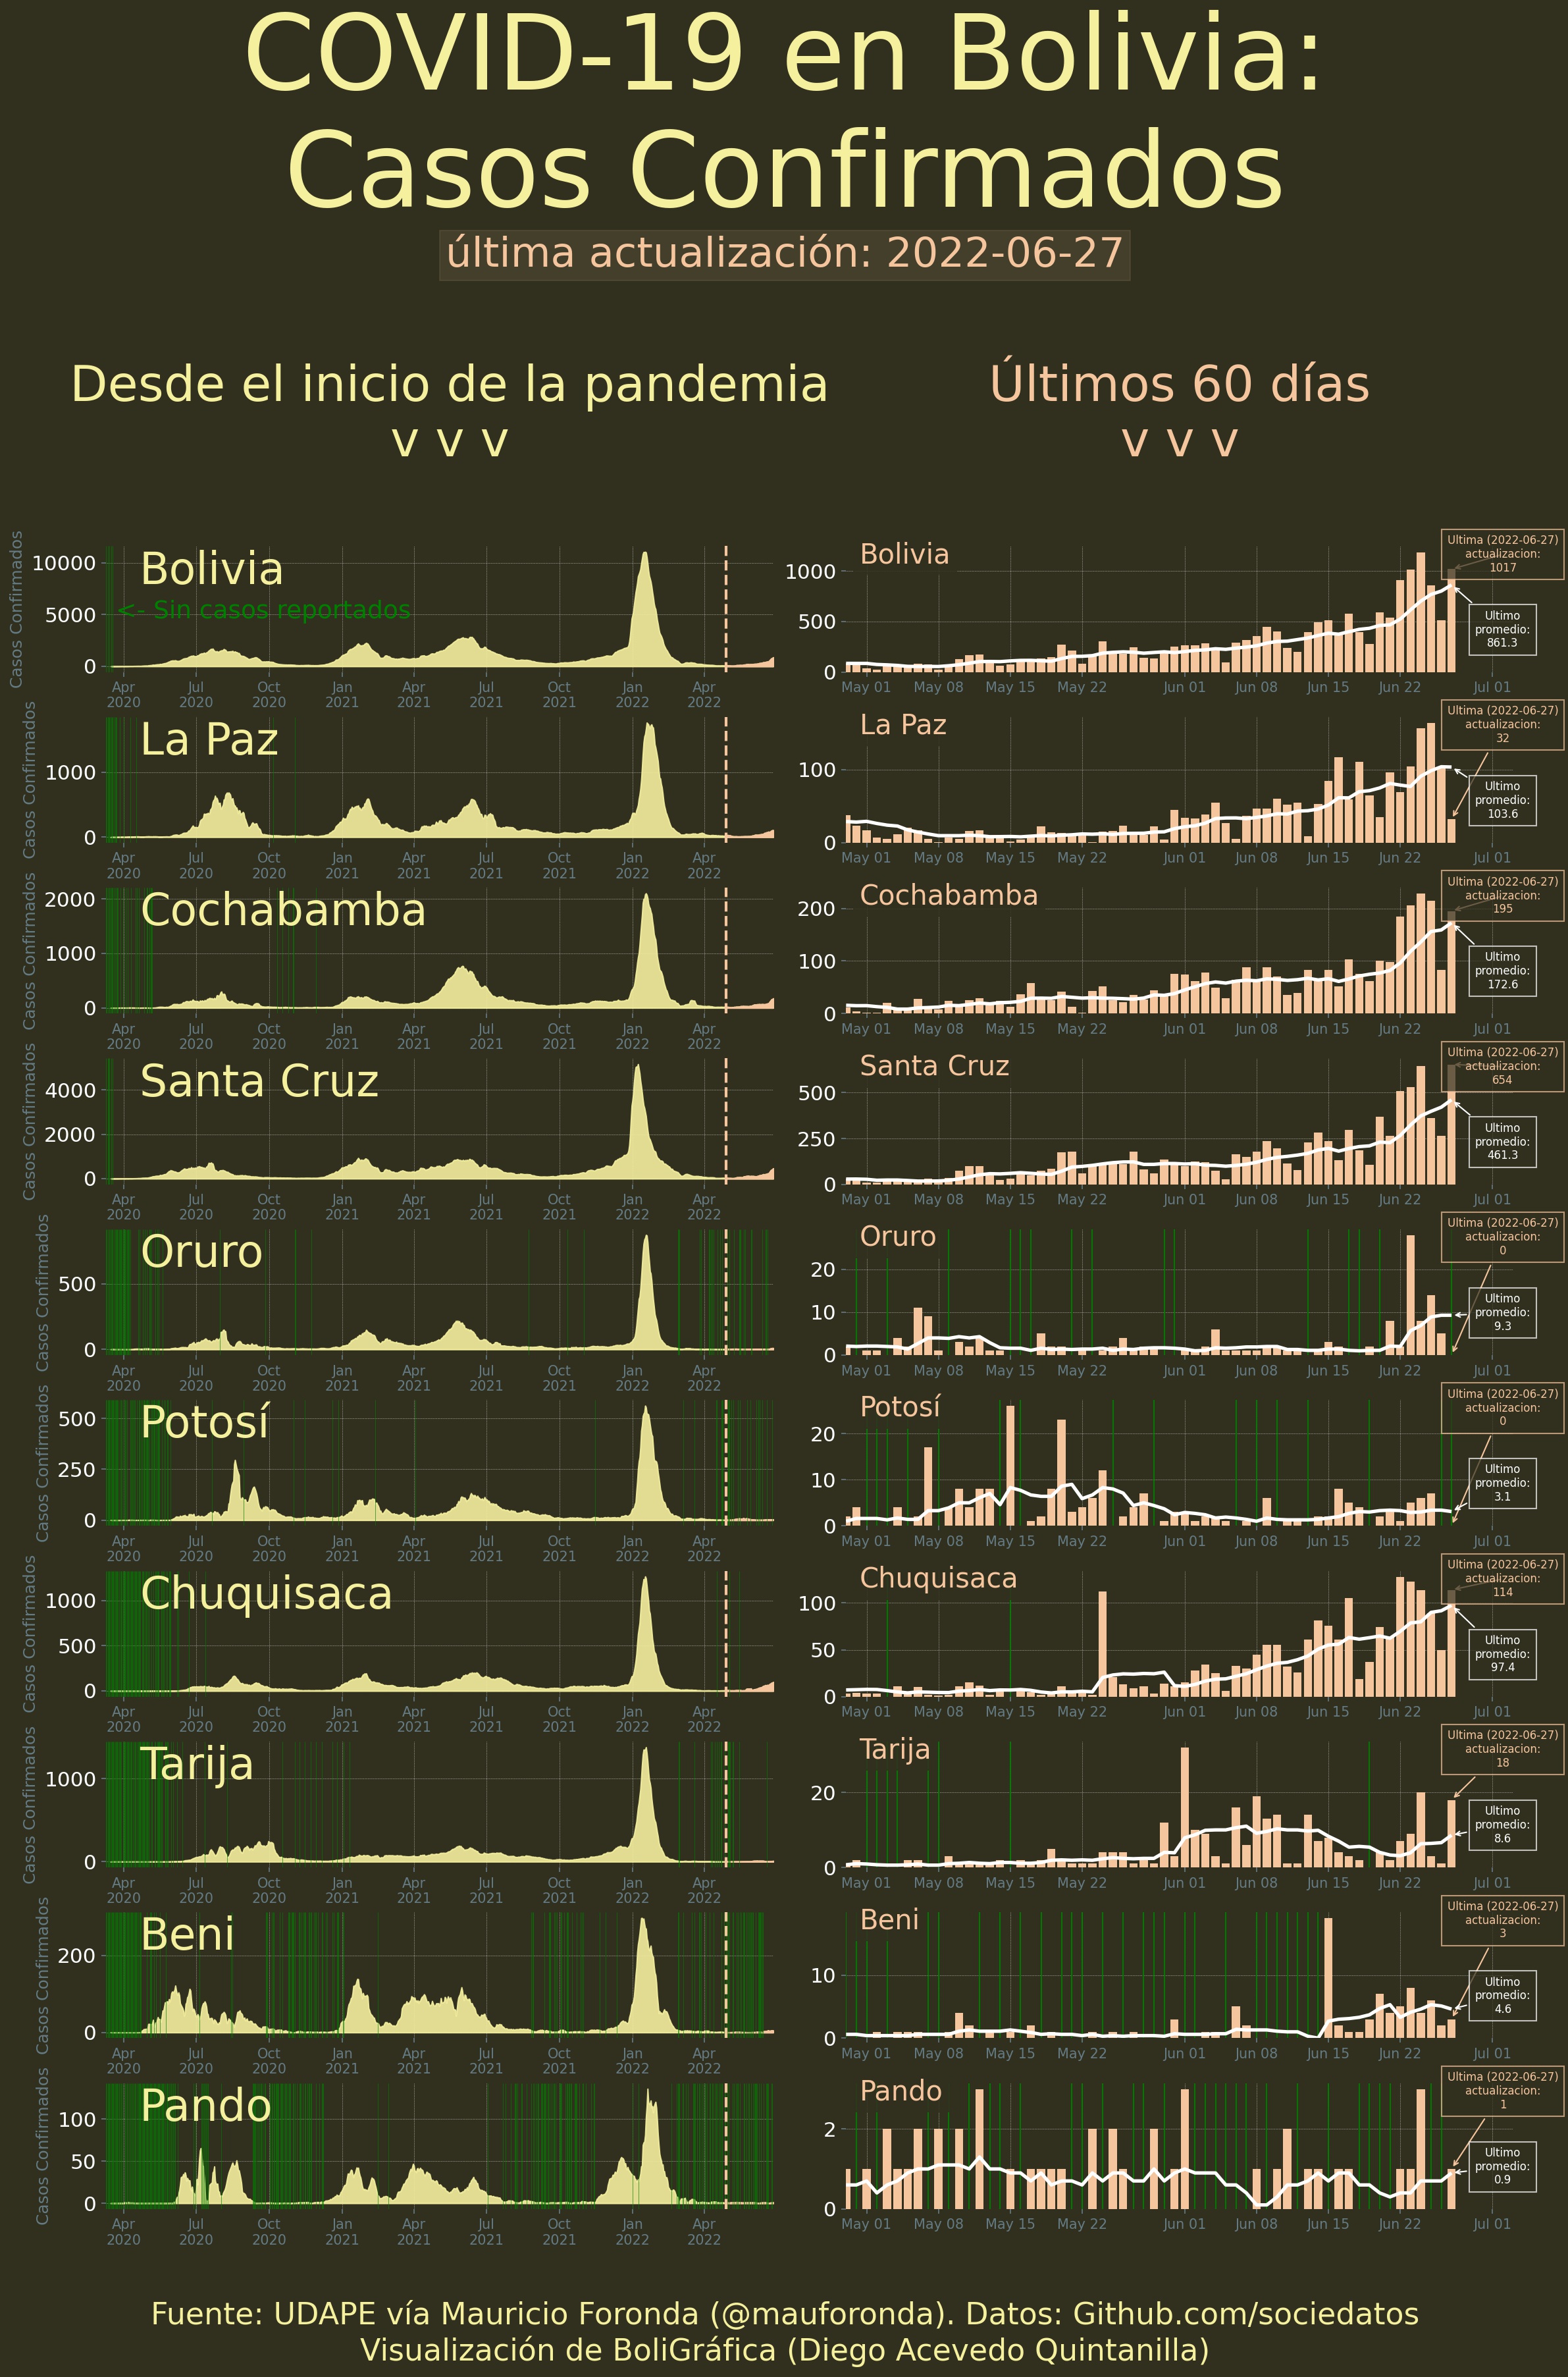 COVID-19 en Bolivia:
Casos Confirmados
última actualización: 2022-06-27
Desde el inicio de la pandemia
v v v
Últimos 60 días
v v v
Casos Confirmados
10000
5000
0
Bolivia
<- Sin casos reportados
Apr Jul Oct Jan Apr Jul Oct Jan Apr
2020 2020 2020 2021 2021 2021 2021 2022 2022
Bolivia
1000
500
0
May 01 May 08 May 15 May 22 Jun 01 Jun 08 Jun 15 Jun 22 Jul 01
Ultima (2022-06-27)
actualizacion:
1017
Ultimo
promedio:
861.3
Casos Confirmados
1000
0
La Paz
Apr Jul Oct Jan Apr Jul Oct Jan Apr
2020 2020 2020 2021 2021 2021 2021 2022 2022
La Paz
100
0
May 01 May 08 May 15 May 22 Jun 01 Jun 08 Jun 15 Jun 22 Jul 01
Ultima (2022-06-27)
actualizacion:
32
Ultimo
promedio:
103.6
Casos Confirmados
2000
1000
0
Cochabamba
Apr Jul Oct Jan Apr Jul Oct Jan Apr
2020 2020 2020 2021 2021 2021 2021 2022 2022
Cochabamba
200
100
0
May 01 May 08 May 15 May 22 Jun 01 Jun 08 Jun 15 Jun 22 Jul 01
Ultima (2022-06-27)
actualizacion:
195
Ultimo
promedio:
172.6
Casos Confirmados
4000
2000
0
Santa Cruz
Apr Jul Oct Jan Apr Jul Oct Jan Apr
2020 2020 2020 2021 2021 2021 2021 2022 2022
Santa Cruz
500
250
0
May 01 May 08 May 15 May 22 Jun 01 Jun 08 Jun 15 Jun 22 Jul 01
Ultima (2022-06-27)
actualizacion:
654
Ultimo
promedio:
461.3
Casos Confirmados
500
0
Oruro
Apr Jul Oct Jan Apr Jul Oct Jan Apr
2020 2020 2020 2021 2021 2021 2021 2022 2022
Oruro
20
10
0
May 01 May 08 May 15 May 22 Jun 01 Jun 08 Jun 15 Jun 22 Jul 01
Ultima (2022-06-27)
actualizacion:
0
Ultimo
promedio:
9.3
Casos Confirmados
500
250
0
Potosí
Apr Jul Oct Jan Apr Jul Oct Jan Apr
2020 2020 2020 2021 2021 2021 2021 2022 2022
Potosí
20
10
0
May 01 May 08 May 15 May 22 Jun 01 Jun 08 Jun 15 Jun 22 Jul 01
Ultima (2022-06-27)
actualizacion:
0
Ultimo
promedio:
3.1
Casos Confirmados
1000
500
0
Chuquisaca
Apr Jul Oct Jan Apr Jul Oct Jan Apr
2020 2020 2020 2021 2021 2021 2021 2022 2022
Chuquisaca
100
50
0
May 01 May 08 May 15 May 22 Jun 01 Jun 08 Jun 15 Jun 22 Jul 01
Ultima (2022-06-27)
actualizacion:
114
Ultimo
promedio:
97.4
Casos Confirmados
1000
0
Tarija
Apr Jul Oct Jan Apr Jul Oct Jan Apr
2020 2020 2020 2021 2021 2021 2021 2022 2022
Tarija
20
0
May 01 May 08 May 15 May 22 Jun 01 Jun 08 Jun 15 Jun 22 Jul 01
Ultima (2022-06-27)
actualizacion:
18
Ultimo
promedio:
8.6
Casos Confirmados
200
0
Beni
Apr Jul Oct Jan Apr Jul Oct Jan Apr
2020 2020 2020 2021 2021 2021 2021 2022 2022
Beni
10
0
May 01 May 08 May 15 May 22 Jun 01 Jun 08 Jun 15 Jun 22 Jul 01
Ultima (2022-06-27)
actualizacion:
3
Ultimo
promedio:
4.6
Casos Confirmados
100
50
0
Pando
Apr Jul Oct Jan Apr Jul Oct Jan Apr
2020 2020 2020 2021 2021 2021 2021 2022 2022
Pando
2
0
May 01 May 08 May 15 May 22 Jun 01 Jun 08 Jun 15 Jun 22 Jul 01
Ultima (2022-06-27)
actualizacion:
1
Ultimo
promedio:
0.9
Fuente: UDAPE vía Mauricio Foronda (@mauforonda). Datos: Github.com/sociedatos
Visualización de BoliGráfica (Diego Acevedo Quintanilla)